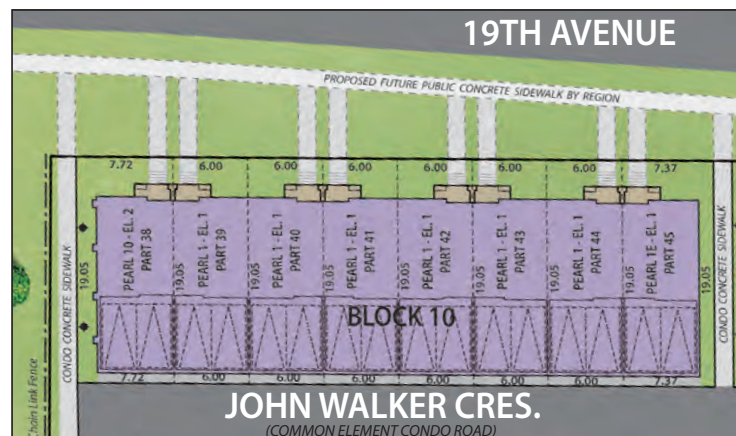 19TH AVENUE
PROPOSED FUTURE PUBLIC CONCRETE SIDEWALK BY REGION
7.72 6.00 6.00 6.00 6.00 6.00 6.00 7.37
CONDO CONCRETE SIDEWALK
19.05
PEARL 10 - EL. 2
PART 38
19.05
PEARL 1 - EL. 1
PART 39
19.05
PEARL 1 - EL. 1
PART 40
19.05
PEARL 1 - EL. 1
PART 41
19.05
PEARL 1 - EL. 1
PART 42
19.05
PEARL 1 - EL. 1
PART 43
19.05
PEARL 1 - EL. 1
PART 44
19.05
PEARL 1E - EL. 1
PART 45
19.05
CONDO CONCRETE SIDEWALK
BLOCK 10
Chain Link Fence
7.72 6.00 6.00 6.00 6.00 6.00 6.00 7.37
JOHN WALKER CRES.
(COMMON ELEMENT CONDO ROAD)